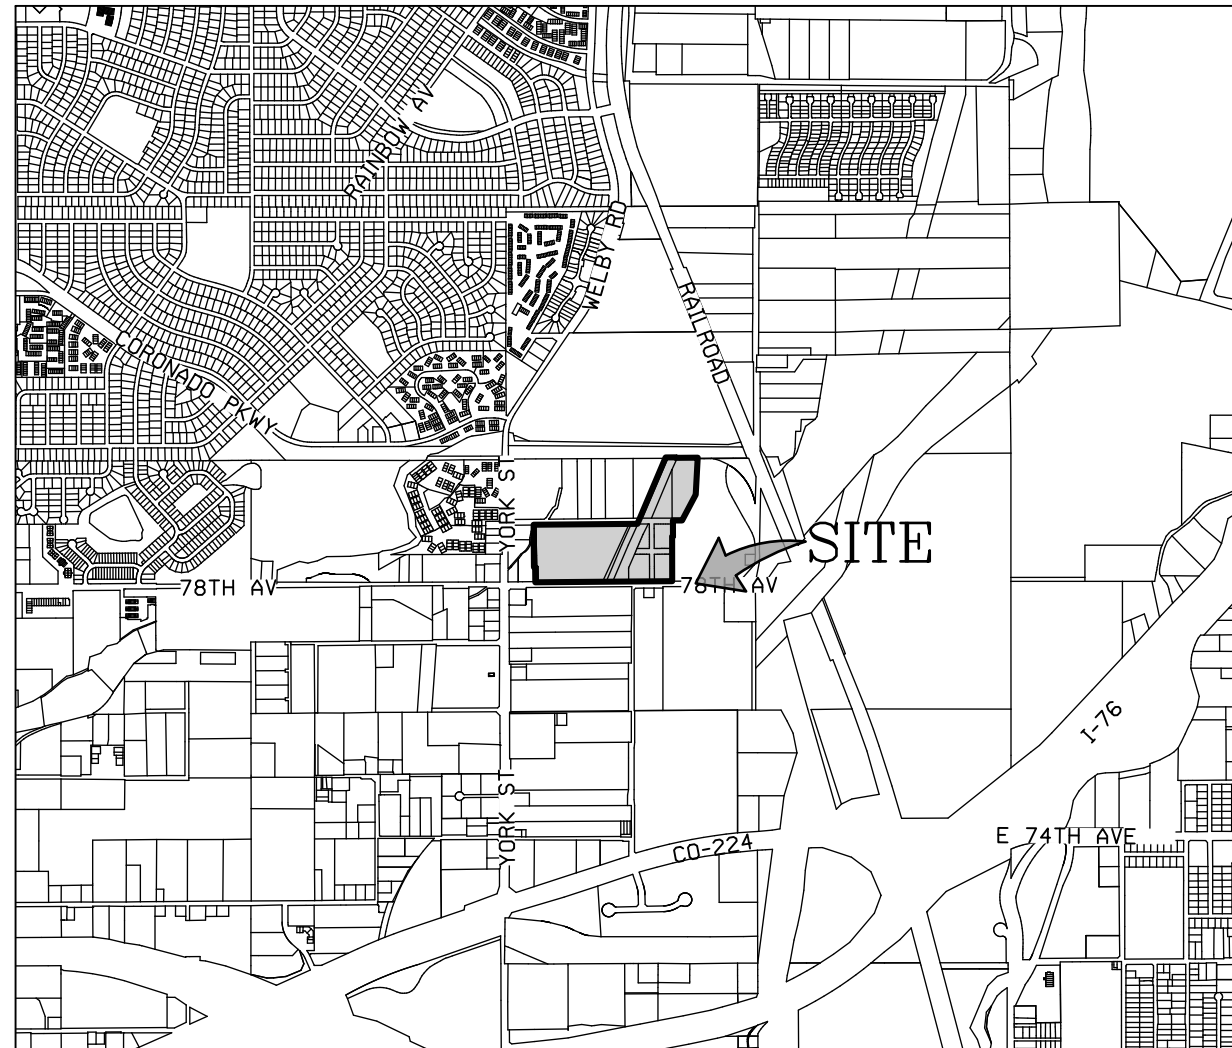 RAINBOW AV
WELBY RD
RAILROAD
CORONADO PKWY
YORK ST
SITE
78TH AV
78TH AV
I-76
YORK ST
E 74TH AVE
CO-224